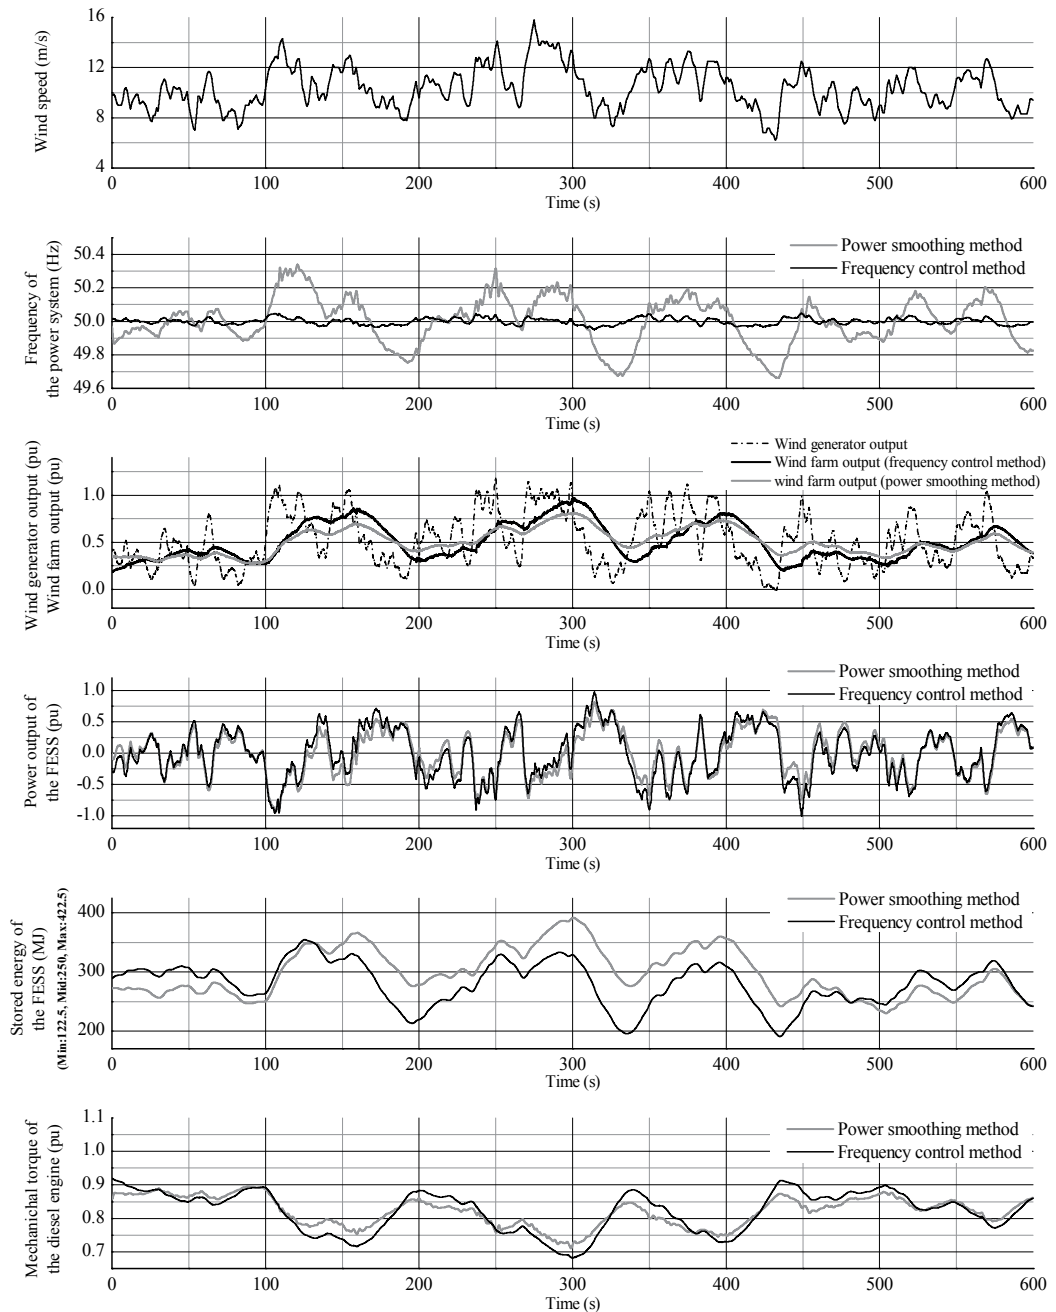 Wind speed (m/s)
16
12
8
4
0 100 200 300 400 500 600
Time (s)
Frequency of
the power system (Hz)
50.4
50.2
50.0
49.8
49.6
Power smoothing method
Frequency control method
0 100 200 300 400 500 600
Time (s)
Wind generator output (pu)
Wind farm output (pu)
1.0
0.5
0.0
Wind generator output
Wind farm output (frequency control method)
wind farm output (power smoothing method)
0 100 200 300 400 500 600
Time (s)
Power output of
the FESS (pu)
1.0
0.5
0.0
-0.5
-1.0
Power smoothing method
Frequency control method
0 100 200 300 400 500 600
Time (s)
Stored energy of
the FESS (MJ)
(Min:122.5, Mid:250, Max:422.5)
400
300
200
Power smoothing method
Frequency control method
0 100 200 300 400 500 600
Time (s)
Mechanichal torque of
the diesel engine (pu)
1.1
1.0
0.9
0.8
0.7
Power smoothing method
Frequency control method
0 100 200 300 400 500 600
Time (s)